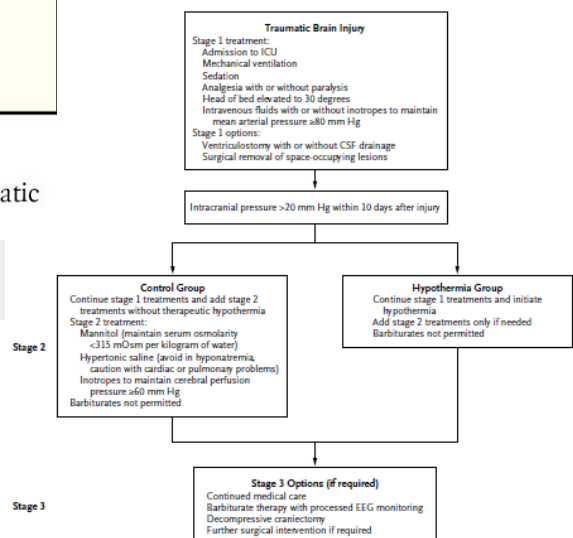 Traumatic Brain Injury
Stage 1 treatment:
Admission to ICU
Mechanical ventilation
Sedation
Analgesia with or without paralysis
Head of bed elevated to 30 degrees
Intravenous fluids with or without inotropes to maintain
mean arterial pressure ≥80 mm Hg
Stage 1 options:
Ventriculostomy with or without CSF drainage
Surgical removal of space-occupying lesions
atic
Intracranial pressure >20 mm Hg within 10 days after injury
Stage 2
Control Group
Continue stage 1 treatments and add stage 2
treatments without therapeutic hypothermia
Stage 2 treatment:
Mannitol (maintain serum osmolarity
<315 mOsm per kilogram of water)
Hypertonic saline (avoid in hyponatremia,
caution with cardiac or pulmonary problems)
Inotropes to maintain cerebral perfusion
pressure ≥60 mm Hg
Barbiturates not permitted
Hypothermia Group
Continue stage 1 treatments and initiate
hypothermia
Add stage 2 treatments only if needed
Barbiturates not permitted
Stage 3
Stage 3 Options (if required)
Continued medical care
Barbiturate therapy with processed EEG monitoring
Decompressive craniectomy
Further surgical intervention if required